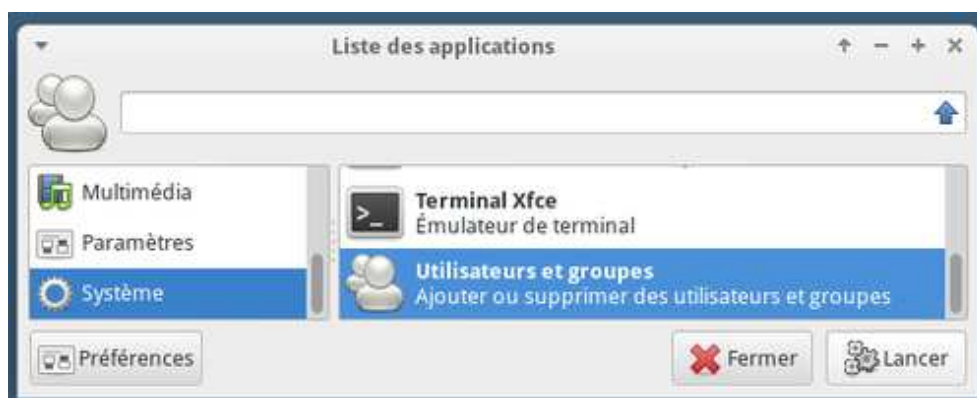 Liste des applications
Multimédia
Paramètres
Système
>_
Terminal Xfce
Émulateur de terminal
Utilisateurs et groupes
Ajouter ou supprimer des utilisateurs et groupes
Préférences
Fermer
Lancer